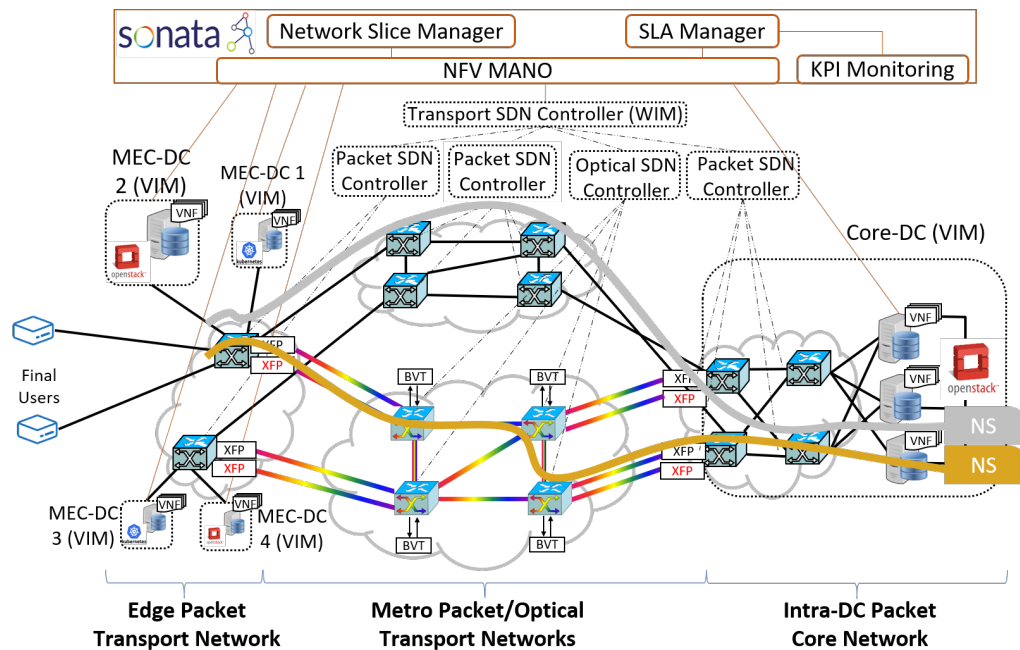 sonata
Network Slice Manager
SLA Manager
NFV MANO
KPI Monitoring
Transport SDN Controller (WIM)
Packet SDN
Controller
Packet SDN
Controller
Optical SDN
Controller
Packet SDN
Controller
MEC-DC
2 (VIM)
VNF
openstack
MEC-DC 1
(VIM)
VNF
kubernetes
Core-DC (VIM)
VNF
VNF
VNF
openstack
Final
Users
XFP
XFP
BVT
BVT
XFP
XFP
XFP
XFP
XFP
XFP
BVT
BVT
NS
NS
MEC-DC
3 (VIM)
VNF
kubernetes
VNF
openstack
MEC-DC
4 (VIM)
Edge Packet
Transport Network
Metro Packet/Optical
Transport Networks
Intra-DC Packet
Core Network